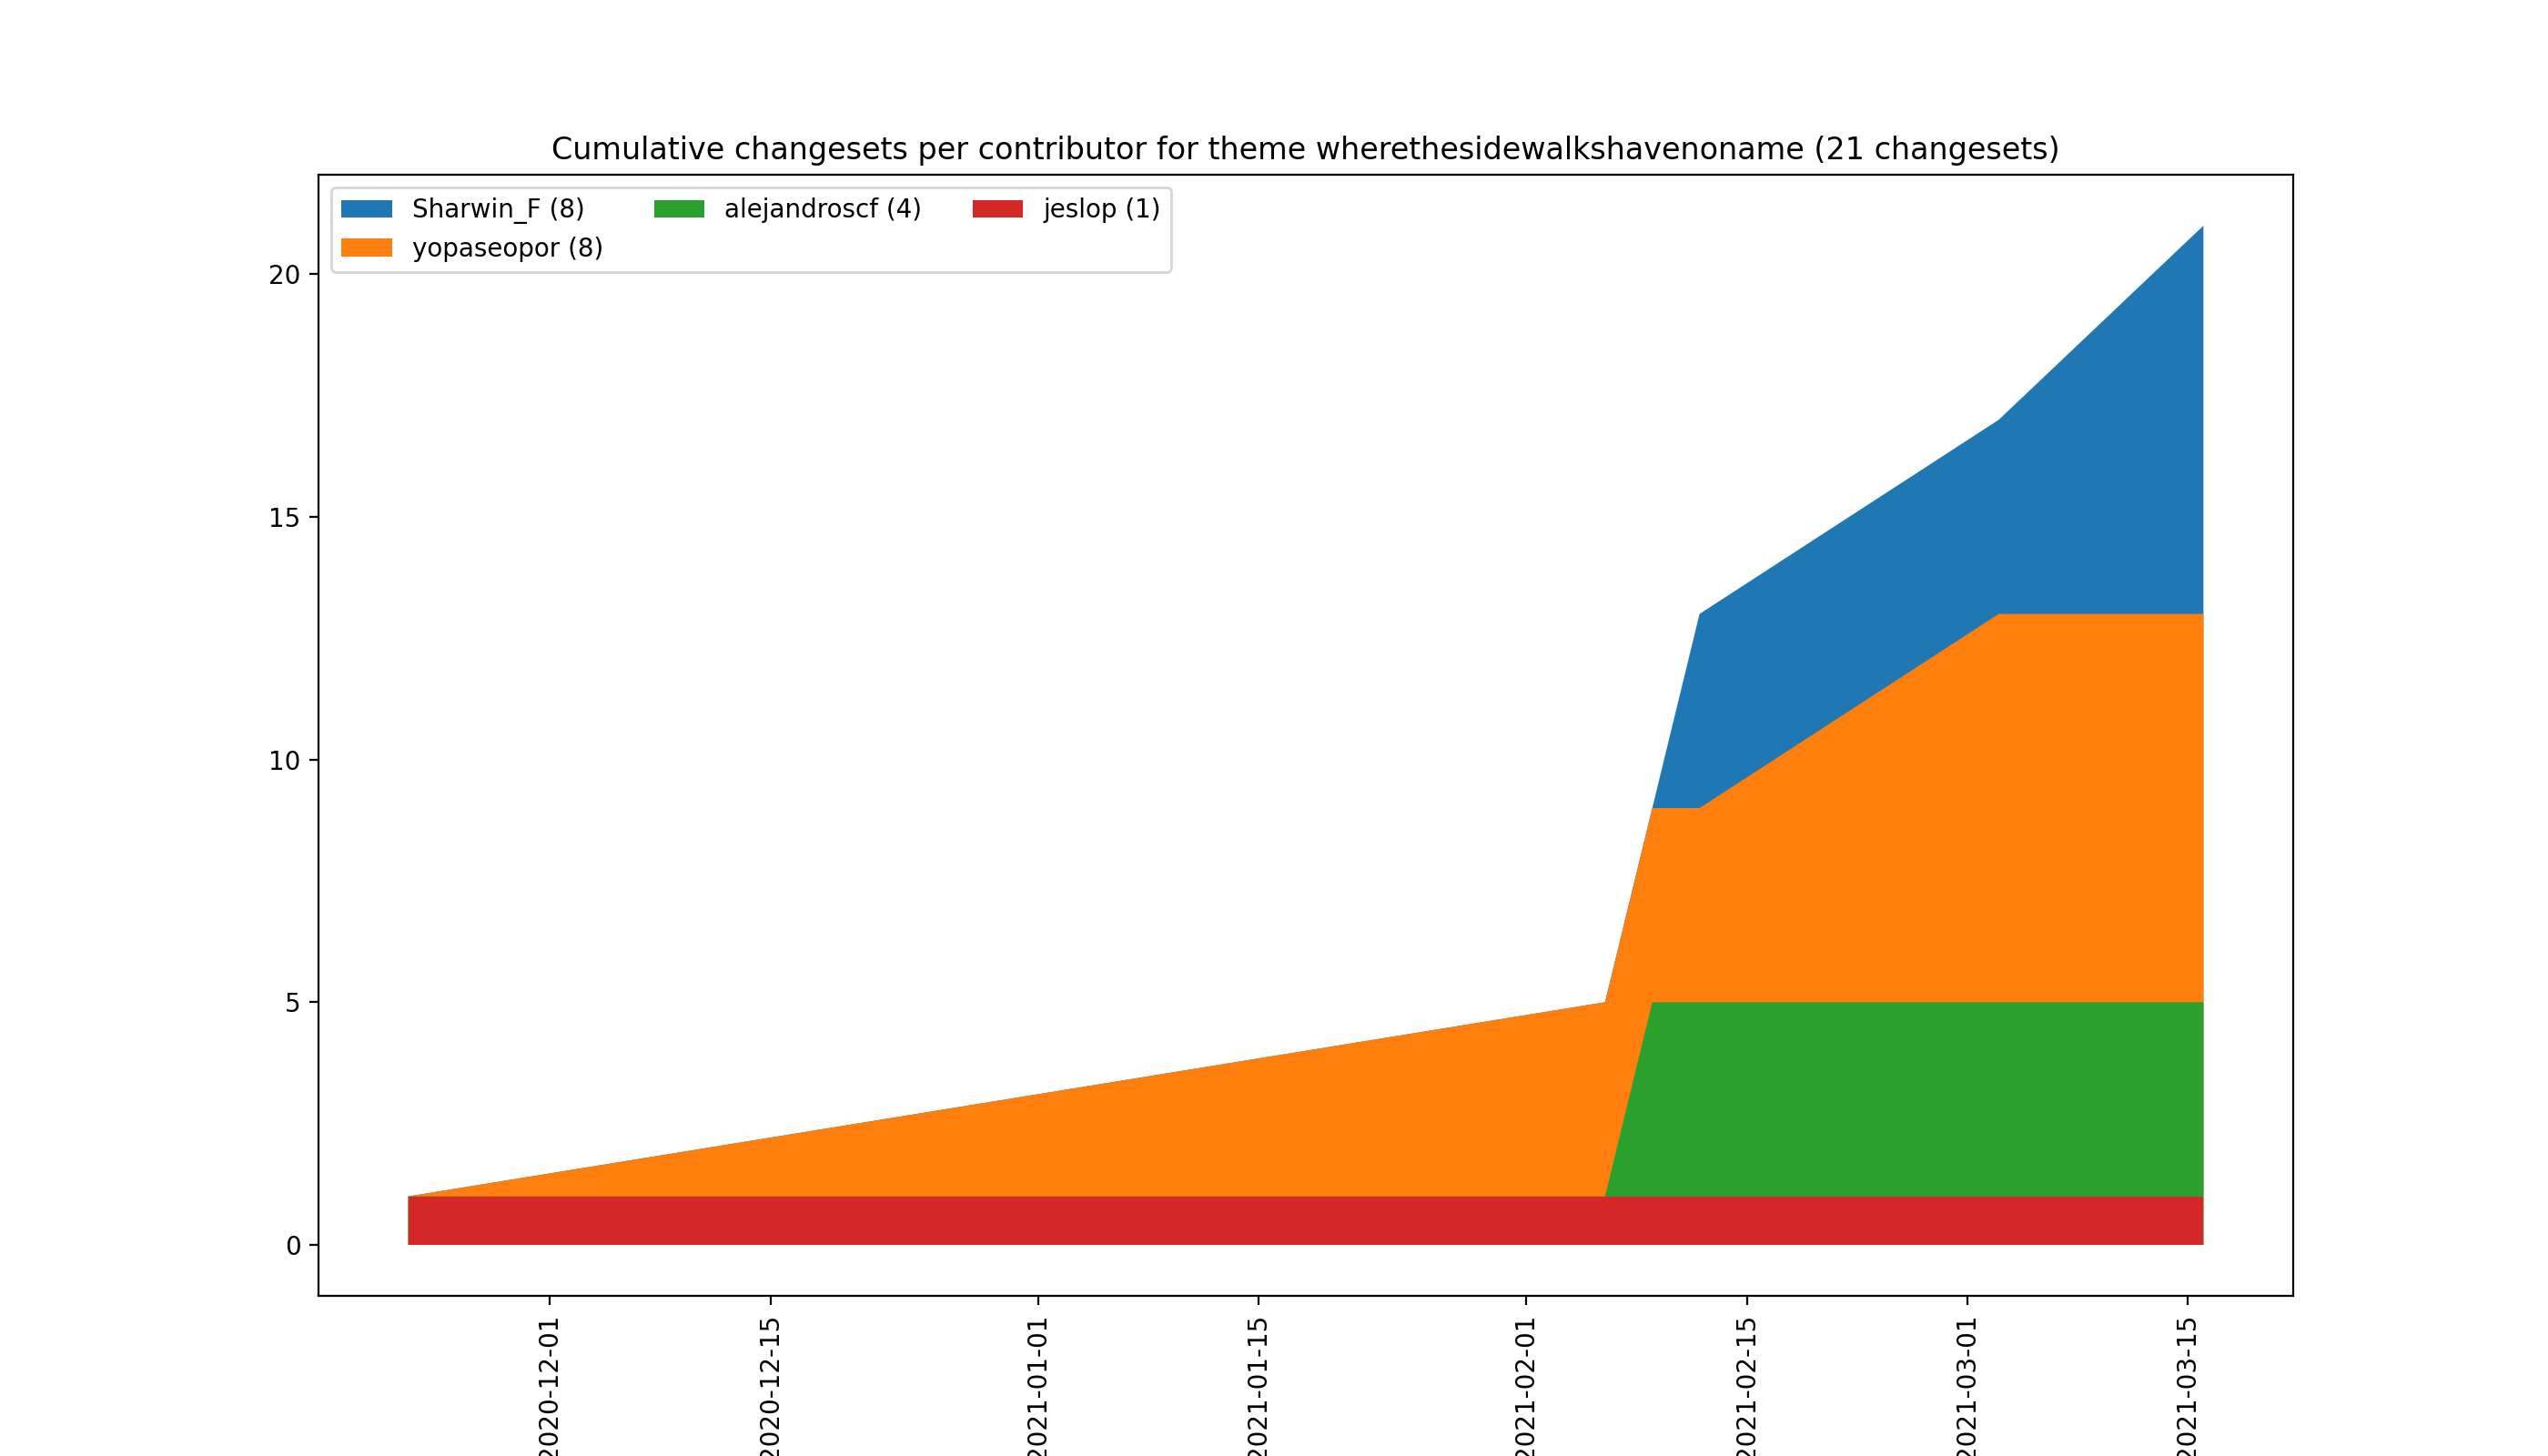 Cumulative changesets per contributor for theme wherethesidewalkshavenoname (21 changesets)
Sharwin_F (8)
yopaseopor (8)
alejandroscf (4)
jeslop (1)
20
15
10
5
0
2020-12-01
2020-12-15
2021-01-01
2021-01-15
2021-02-01
2021-02-15
2021-03-01
2021-03-15